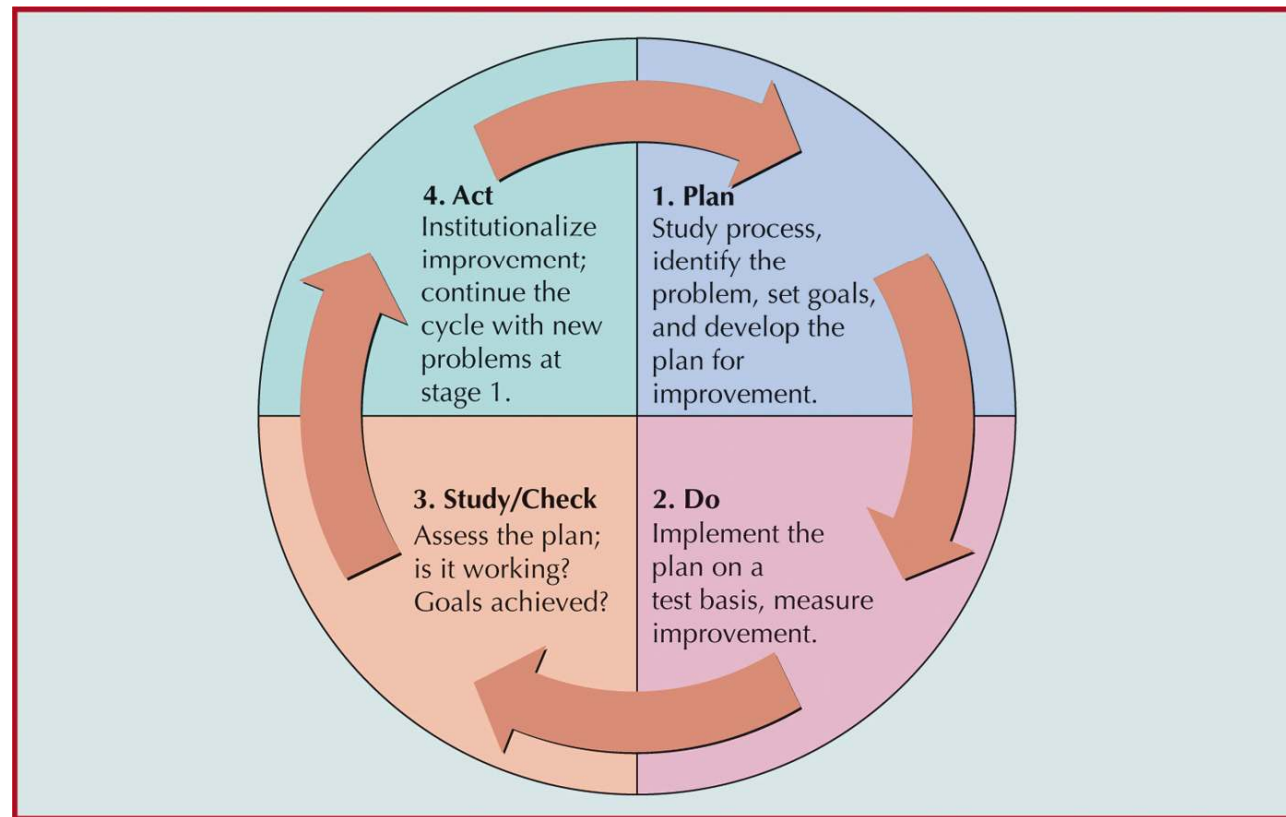 1. Plan
Study process,
identify the
problem, set goals,
and develop the
plan for
improvement.
2. Do
Implement the
plan on a
test basis, measure
improvement.
3. Study/Check
Assess the plan;
is it working?
Goals achieved?
4. Act
Institutionalize
improvement;
continue the
cycle with new
problems at
stage 1.